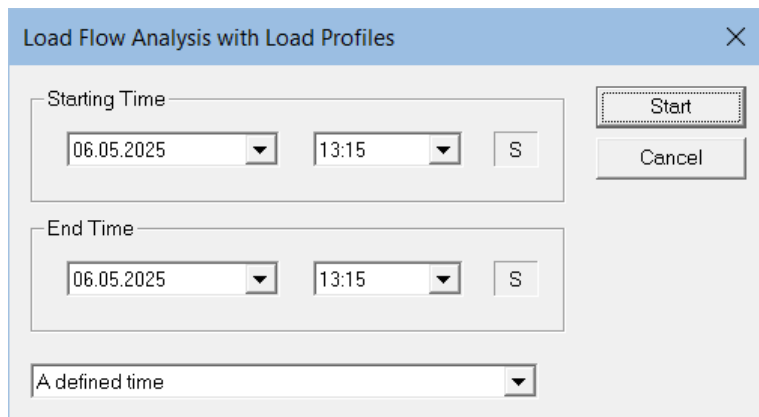 Load Flow Analysis with Load Profiles
Starting Time
Start
06.05.2025 13:15 S
Cancel
End Time
06.05.2025 13:15 S
A defined time